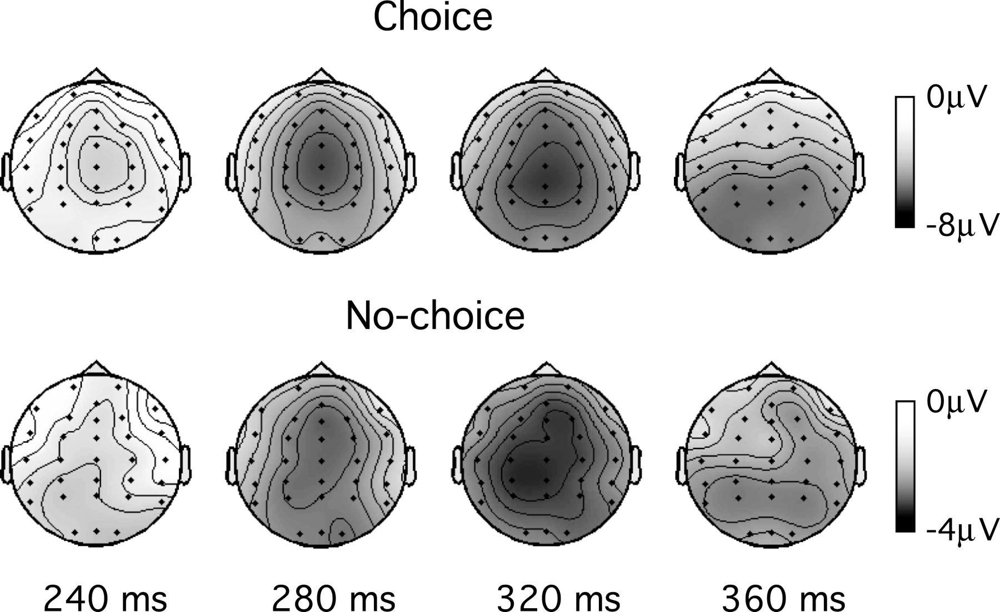 Choice
0μV
-8μV
No-choice
0μV
-4μV
240 ms 280 ms 320 ms 360 ms